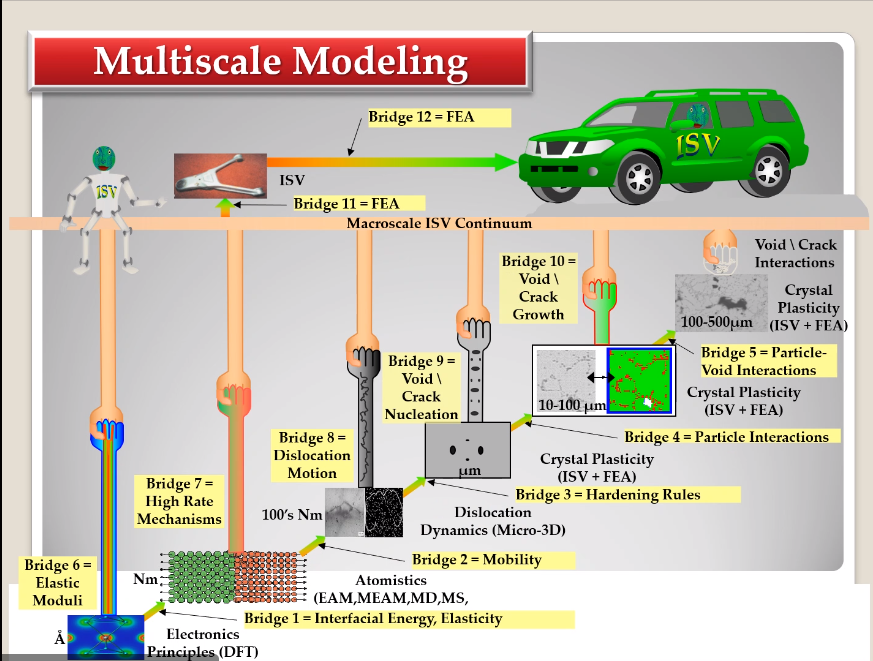 Multiscale Modeling
Bridge 12 = FEA
ISV
ISV
ISV
Bridge 11 = FEA
Macroscale ISV Continuum
Void \ Crack
Interactions
Bridge 10 =
Void \
Crack
Growth
Crystal
Plasticity
(ISV + FEA)
100-500µm
Bridge 9 =
Void \
Crack
Nucleation
Bridge 5 = Particle-
Void Interactions
10-100 µm
Crystal Plasticity
(ISV + FEA)
Bridge 8 =
Dislocation
Motion
Bridge 4 = Particle Interactions
µm
Crystal Plasticity
(ISV + FEA)
Bridge 7 =
High Rate
Mechanisms
Bridge 3 = Hardening Rules
100's Nm
Dislocation
Dynamics (Micro-3D)
Bridge 2 = Mobility
Bridge 6 =
Elastic
Moduli
Nm
Atomistics
(EAM,MEAM,MD,MS,
Bridge 1 = Interfacial Energy, Elasticity
Å
Electronics
Principles (DFT)